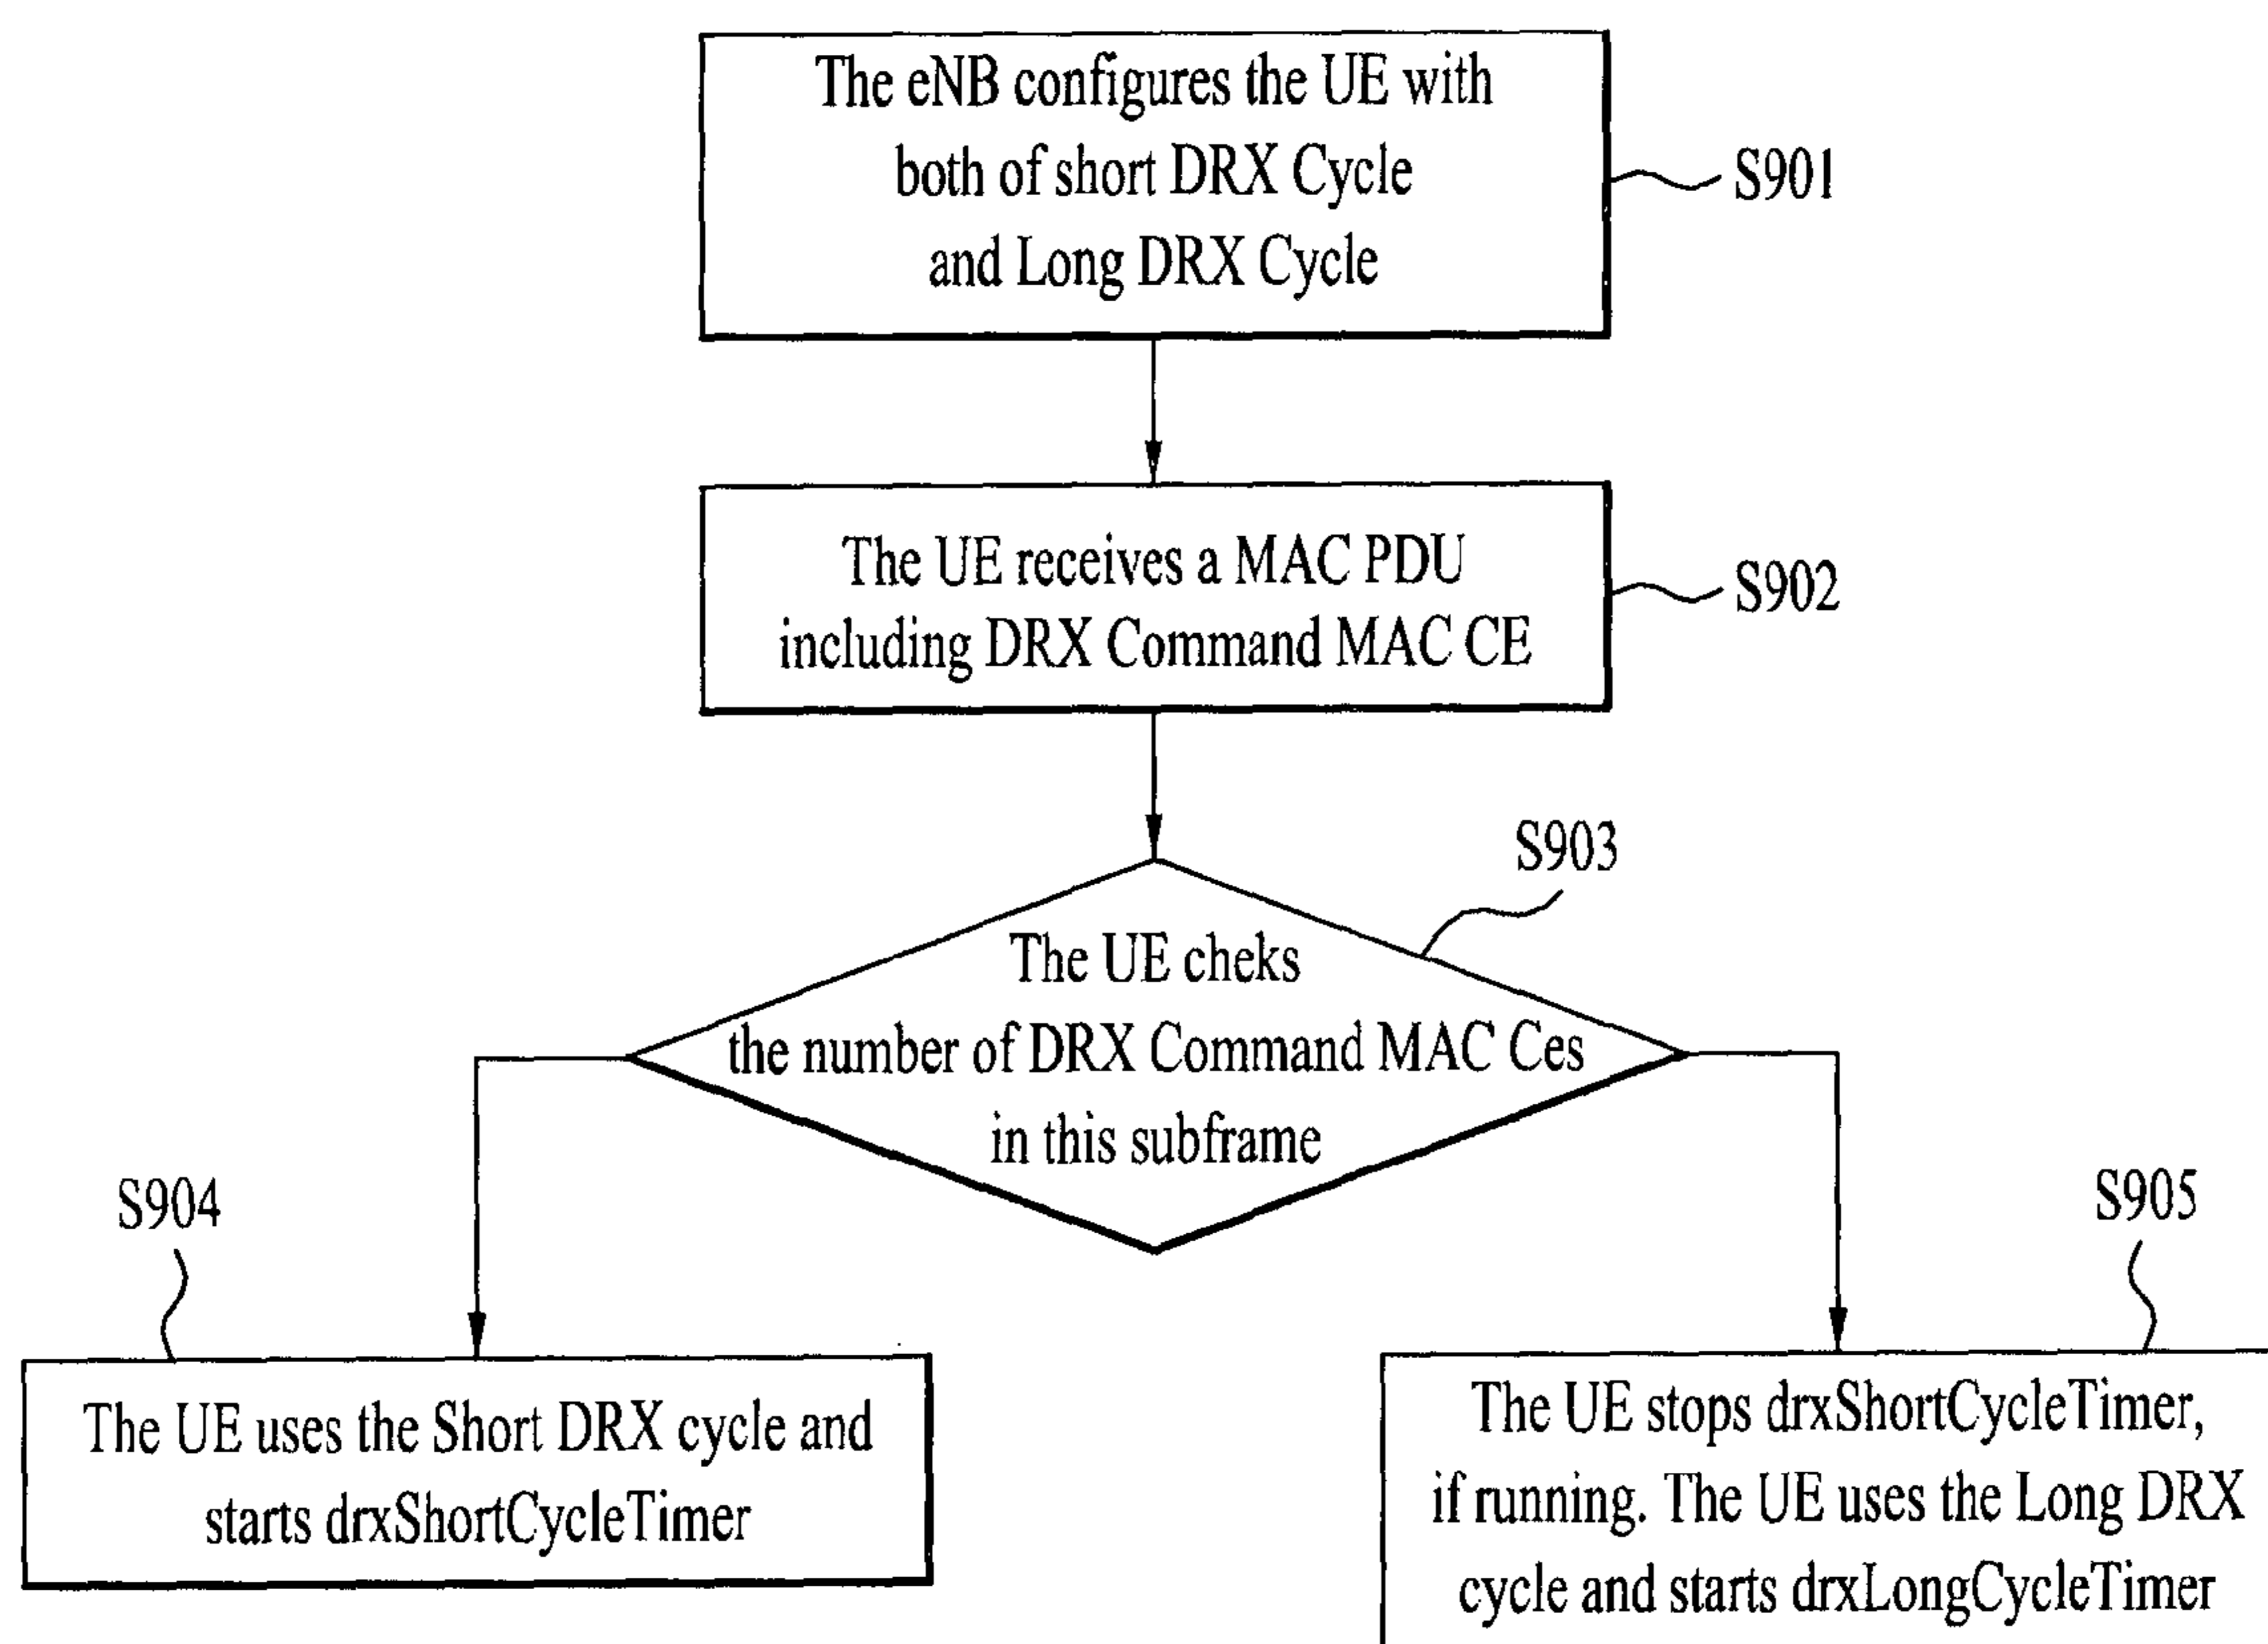 The eNB configures the UE with
both of short DRX Cycle
and Long DRX Cycle
S901
The UE receives a MAC PDU
including DRX Command MAC CE
S902
S903
The UE cheks
the number of DRX Command MAC Ces
in this subframe
S904
The UE uses the Short DRX cycle and
starts drxShortCycleTimer
S905
The UE stops drxShortCycleTimer,
if running. The UE uses the Long DRX
cycle and starts drxLongCycleTimer